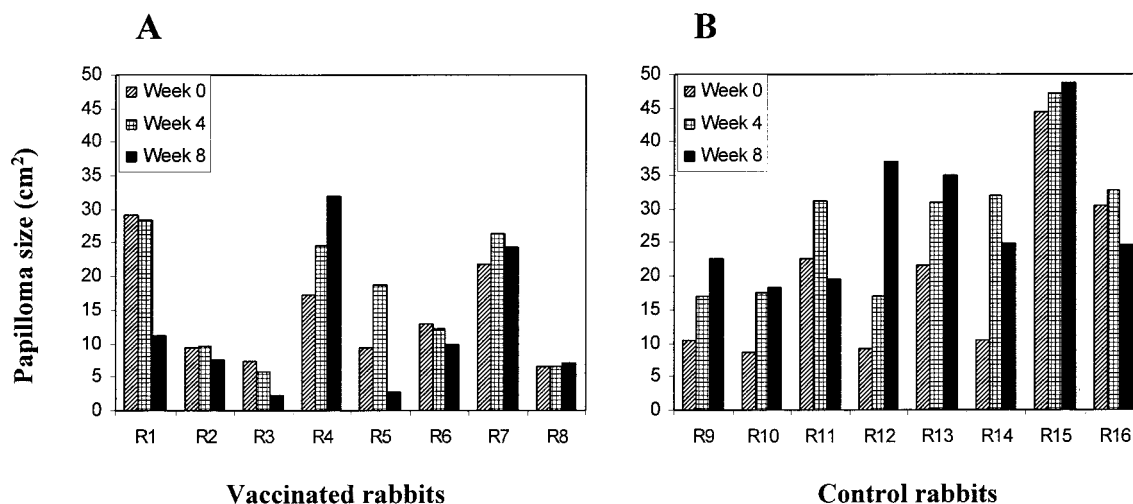 A
B
Papilloma size (cm²)
50
45
40
35
30
25
20
15
10
5
0
Week 0
Week 4
Week 8
R1 R2 R3 R4 R5 R6 R7 R8
Vaccinated rabbits
50
45
40
35
30
25
20
15
10
5
0
Week 0
Week 4
Week 8
R9 R10 R11 R12 R13 R14 R15 R16
Control rabbits